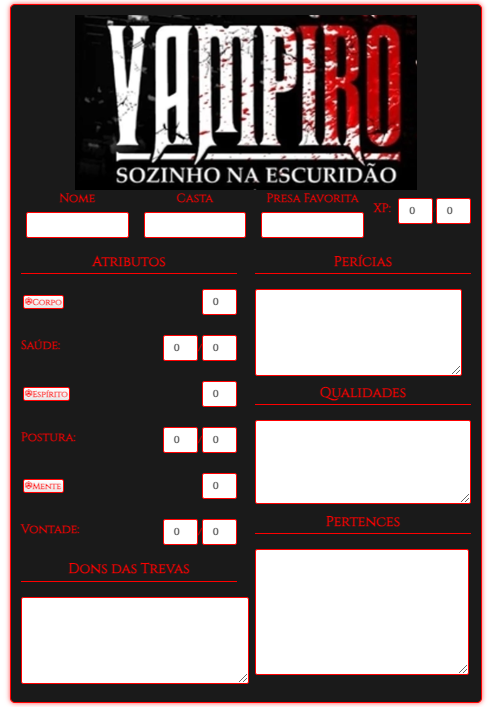 VAMPIRO
SOZINHO NA ESCURIDÃO
Nome Casta Presa Favorita XP: 0 0
Atributos
Corpo 0
Saúde: 0 / 0
Espírito 0
Postura: 0 / 0
Mente 0
Vontade: 0 0
Dons das Trevas
Perícias
Qualidades
Pertences